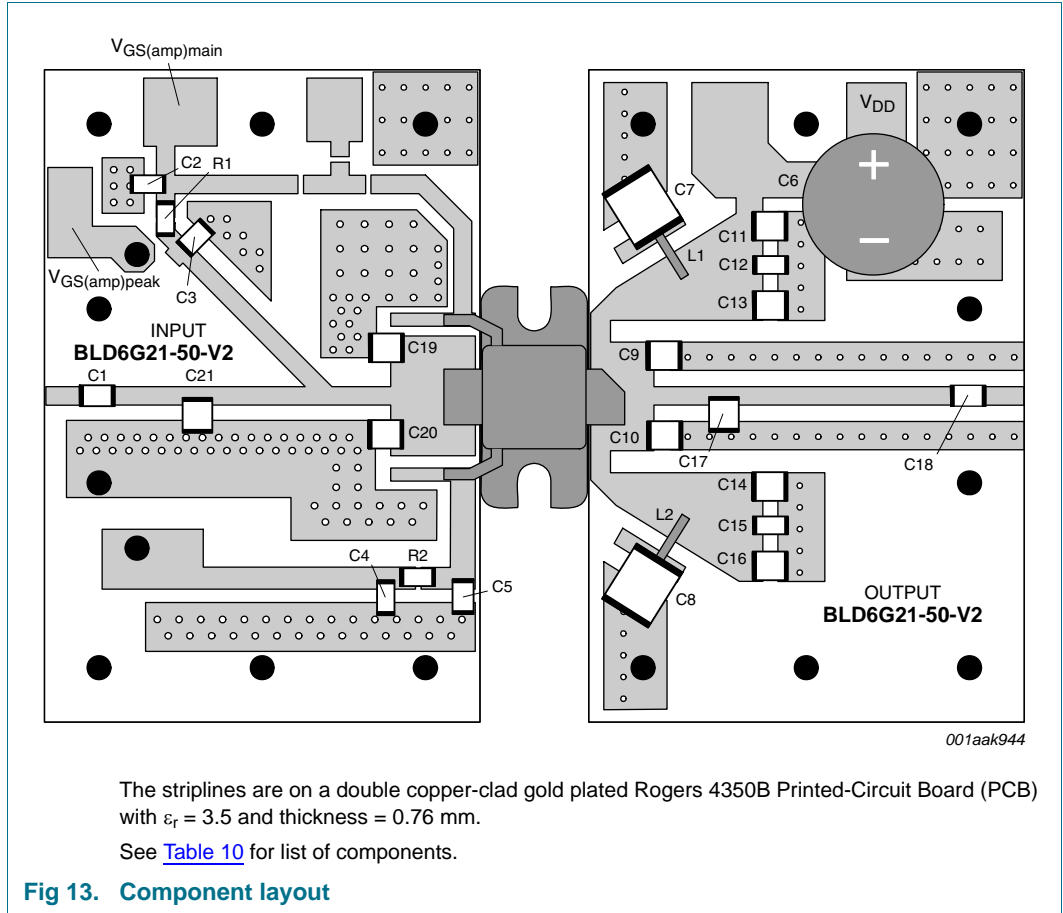 V_GS(amp)main
C2
R1
V_GS(amp)peak
C3
INPUT
BLD6G21-50-V2
C1
C21
C19
C20
C4
R2
C5
V_DD
+
−
C7
C6
L1
C11
C12
C13
C9
C10
C17
C18
C14
C15
C16
L2
C8
OUTPUT
BLD6G21-50-V2
001aak944
The striplines are on a double copper-clad gold plated Rogers 4350B Printed-Circuit Board (PCB)
with εr = 3.5 and thickness = 0.76 mm.
See Table 10 for list of components.
Fig 13. Component layout